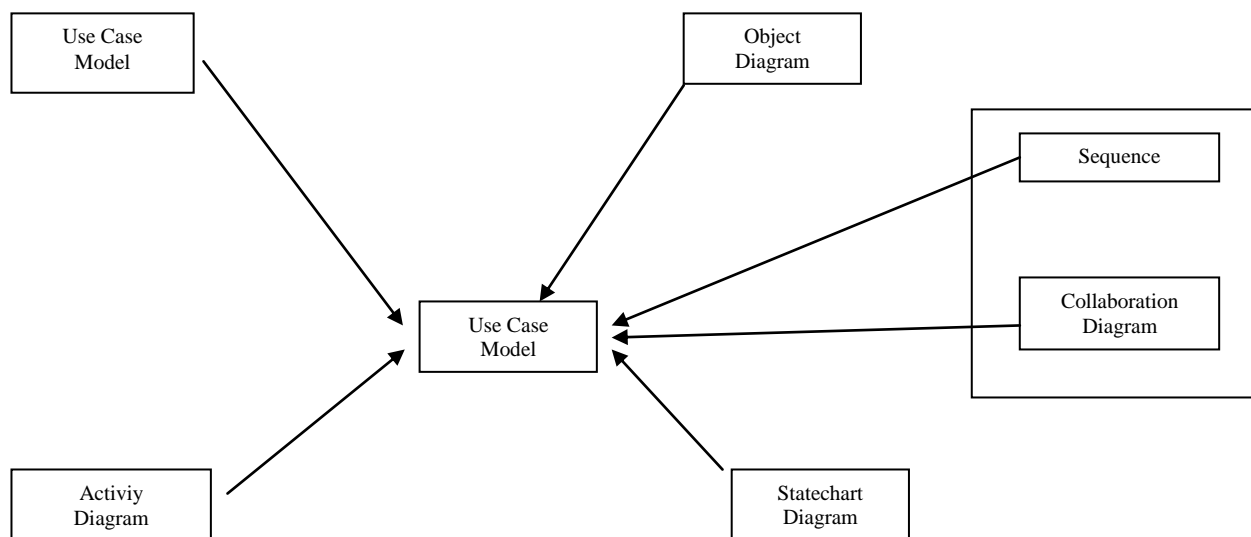 Use Case
Model
Object
Diagram
Sequence
Collaboration
Diagram
Use Case
Model
Activiy
Diagram
Statechart
Diagram